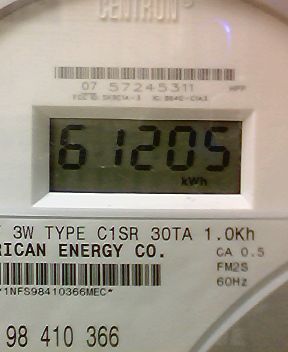 CENTRON
07 57245311
61205
kWh
3W TYPE C1SR 30TA 1.0Kh
RICAN ENERGY CO.
CA 0.5
FM2S
60Hz
*1NFS98410366MEC*
98 410 366